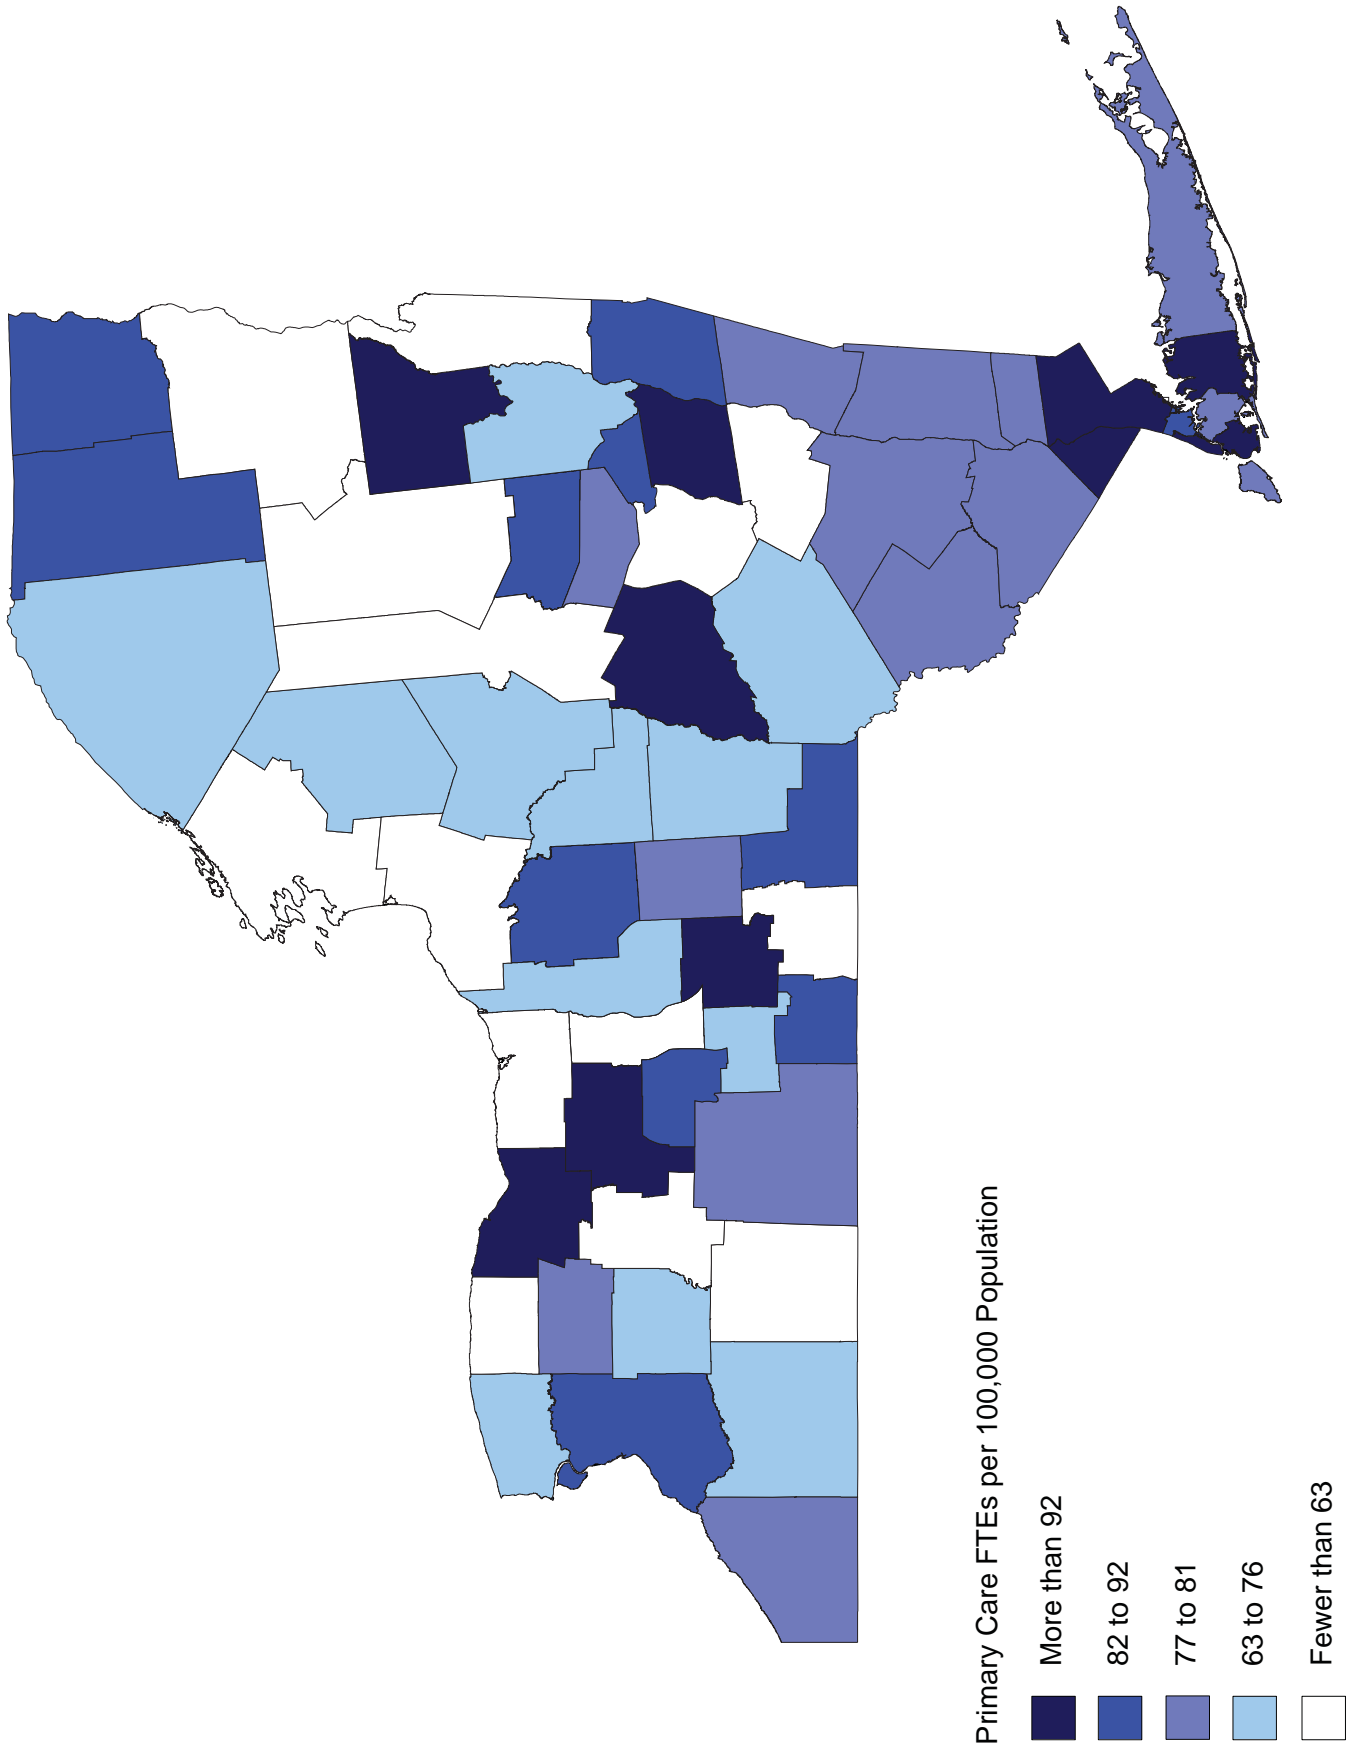 Primary Care FTEs per 100,000 Population
More than 92
82 to 92
77 to 81
63 to 76
Fewer than 63